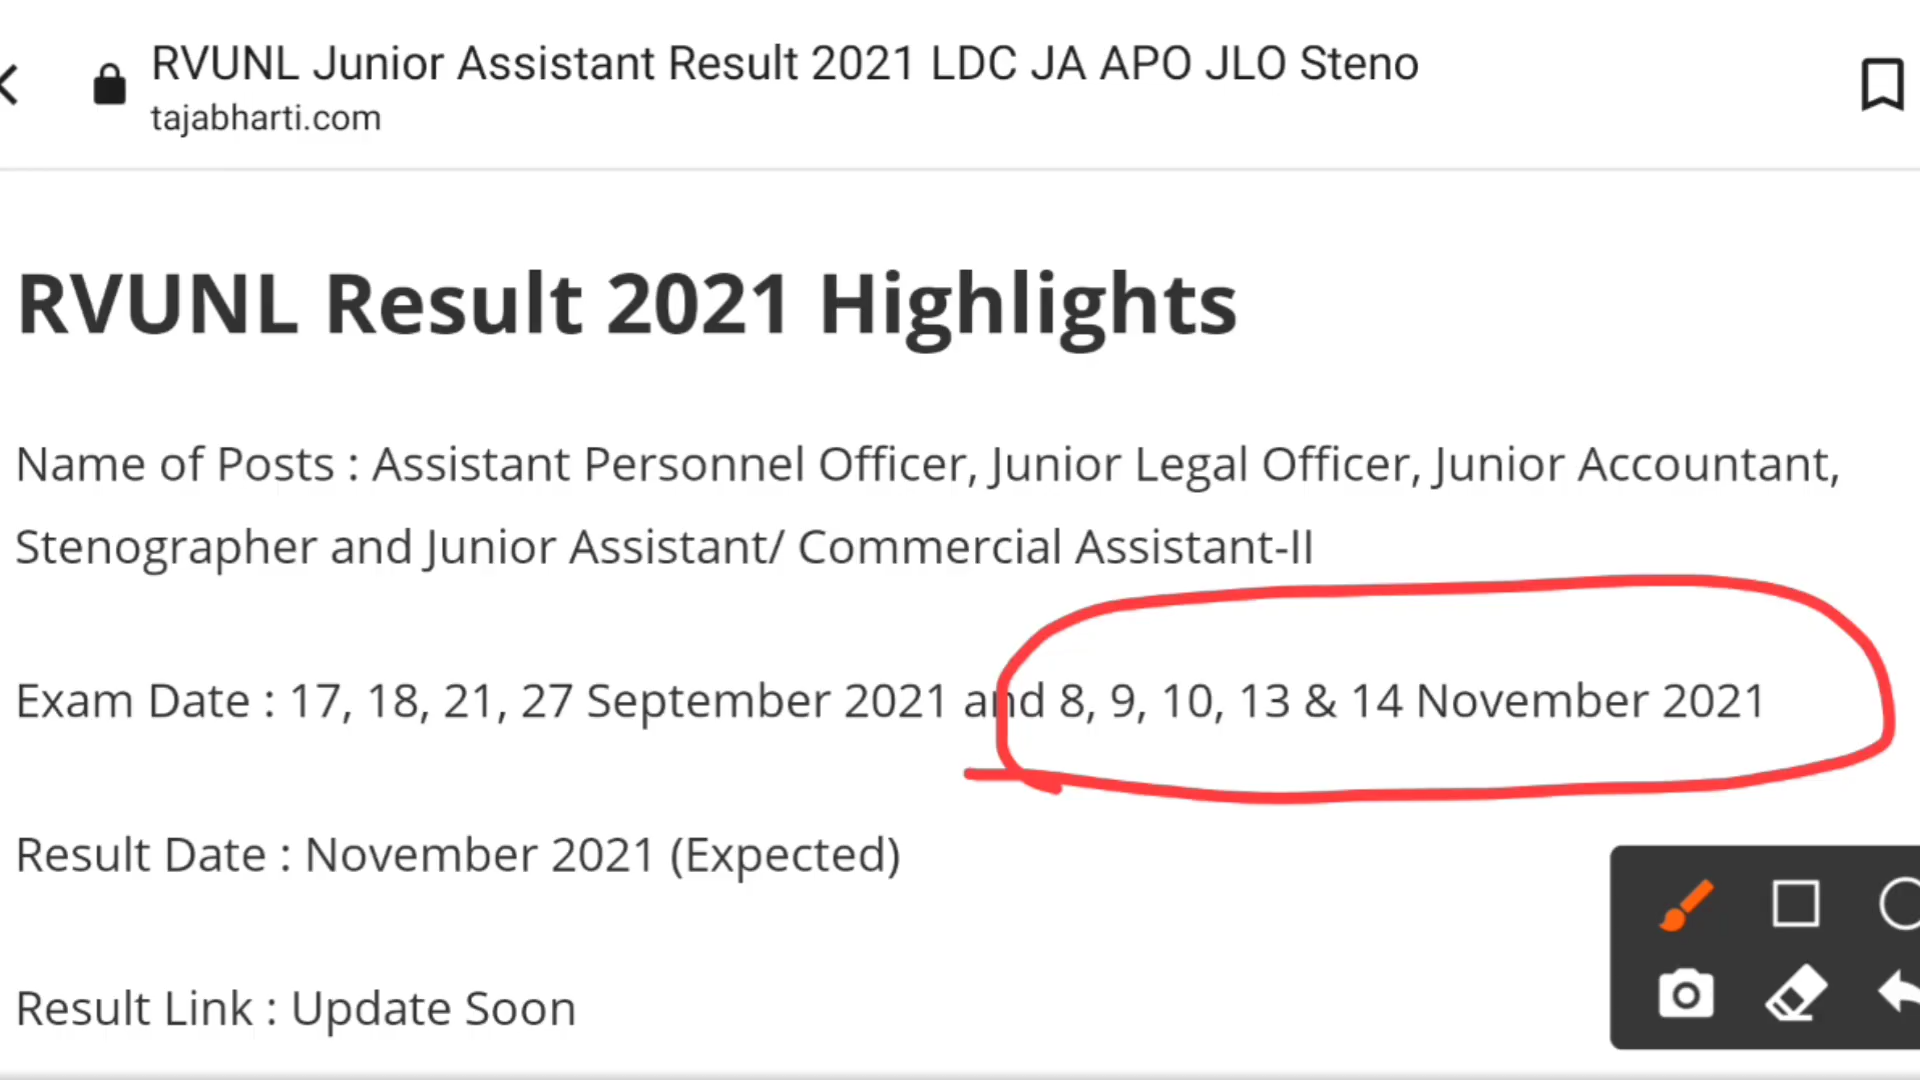 RVUNL Junior Assistant Result 2021 LDC JA APO JLO Steno
tajabharti.com
RVUNL Result 2021 Highlights
Name of Posts : Assistant Personnel Officer, Junior Legal Officer, Junior Accountant,
Stenographer and Junior Assistant/ Commercial Assistant-II
Exam Date : 17, 18, 21, 27 September 2021 and 8, 9, 10, 13 & 14 November 2021
Result Date : November 2021 (Expected)
Result Link : Update Soon